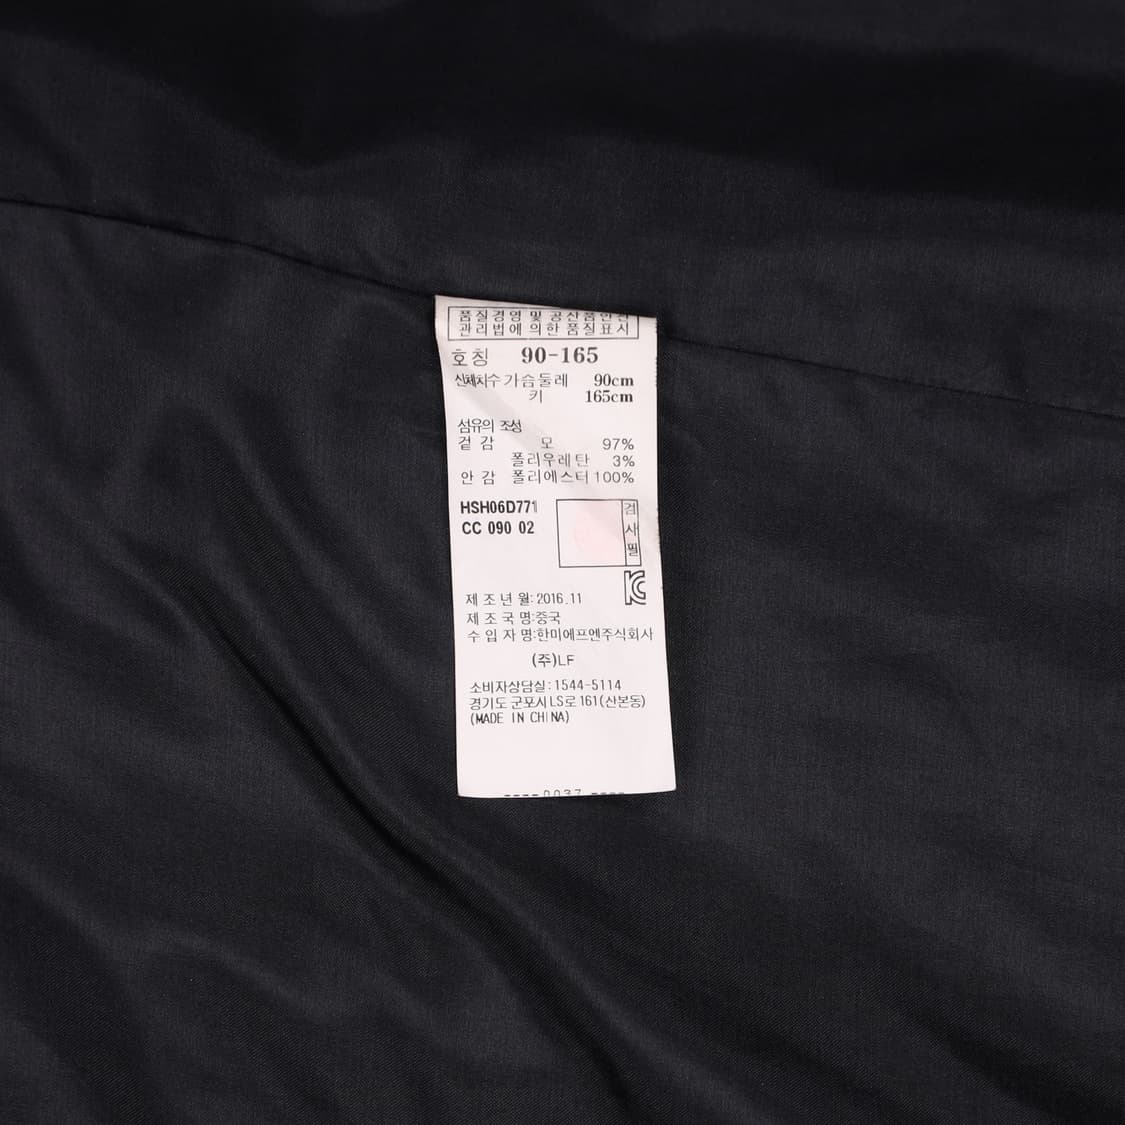 품질경영 및 공산품안전
관리법에 의한 품질표시
호칭 90-165
신체치수 가슴둘레 90cm
키 165cm
섬유의 조성
겉감 모 97%
폴리우레탄 3%
안감 폴리에스터 100%
HSH06D771
CC 090 02
검사필
제조년월: 2016.11
제조국명:중국
수입자명:한미에프엔주식회사
(주)LF
소비자상담실: 1544-5114
경기도 군포시 LS로 161(산본동)
(MADE IN CHINA)
---- 0037 ----